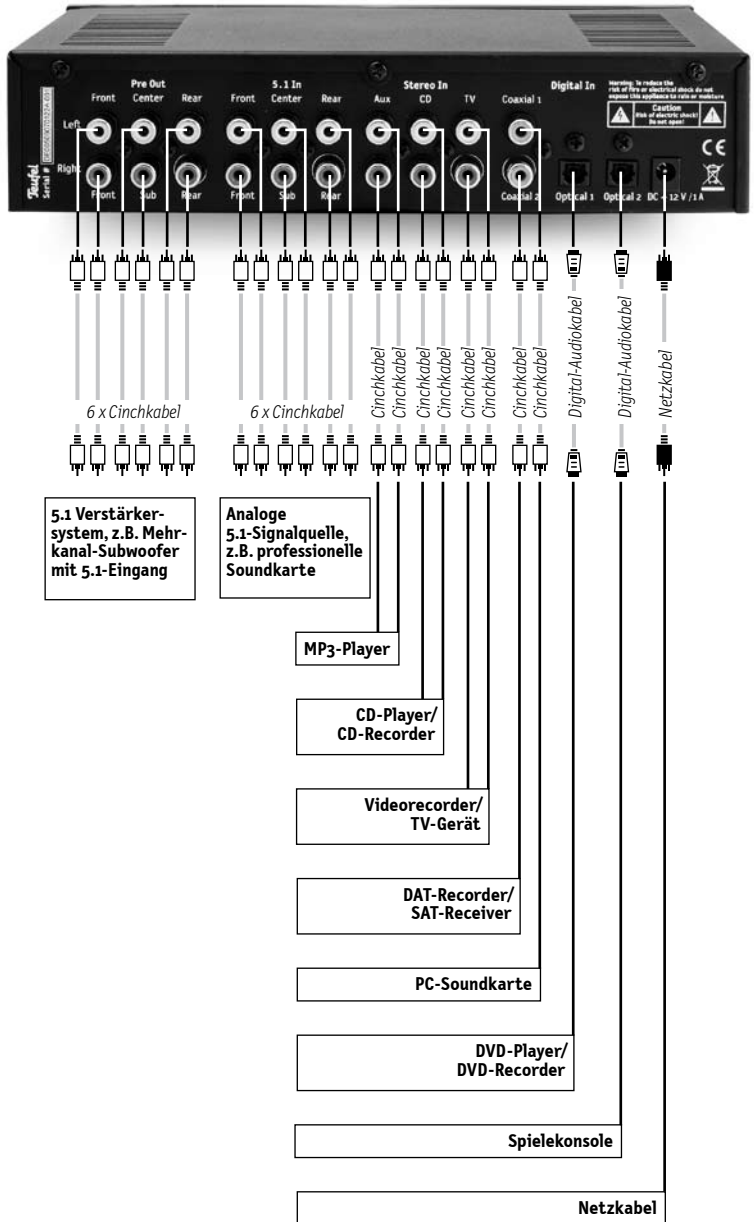 Pre Out 5.1 In Stereo In Digital In
Front Center Rear Front Center Rear Aux CD TV Coaxial 1
Warning: To reduce the
risk of fire or electrical shock do not
expose this appliance to rain or moisture
Caution
Risk of electric shock!
Do not open!
CE
Left
Right
Teufel
Serial #
Front Sub Rear Front Sub Rear Coaxial 2 Optical 1 Optical 2 DC 12 V / 1 A
6 x Cinchkabel
6 x Cinchkabel
Cinchkabel
Cinchkabel
Cinchkabel
Cinchkabel
Cinchkabel
Cinchkabel
Cinchkabel
Cinchkabel
Digital-Audiokabel
Digital-Audiokabel
Netzkabel
5.1 Verstärker-
system, z.B. Mehr-
kanal-Subwoofer
mit 5.1-Eingang
Analoge
5.1-Signalquelle,
z.B. professionelle
Soundkarte
MP3-Player
CD-Player/
CD-Recorder
Videorecorder/
TV-Gerät
DAT-Recorder/
SAT-Receiver
PC-Soundkarte
DVD-Player/
DVD-Recorder
Spielekonsole
Netzkabel